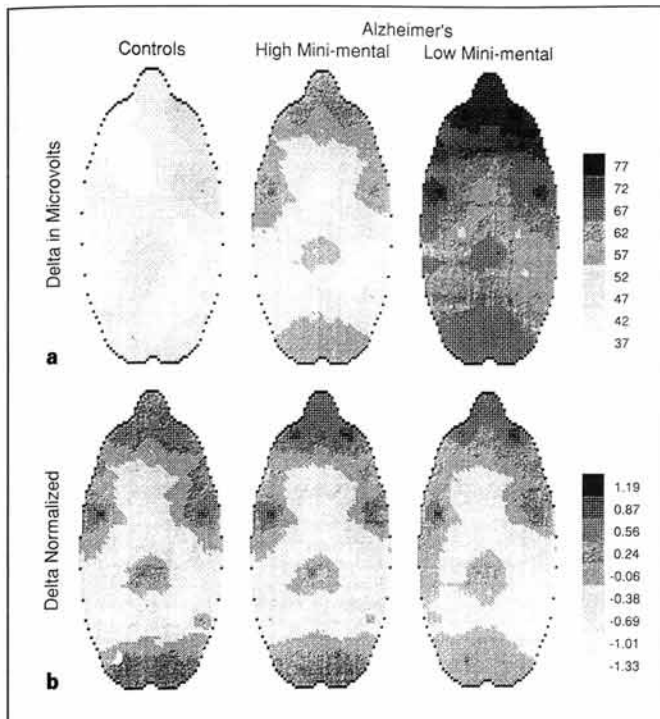 Alzheimer's
Controls
High Mini-mental
Low Mini-mental
Delta in Microvolts
77
72
67
62
57
52
47
42
37
a
Delta Normalized
1.19
0.87
0.56
0.24
-0.06
-0.38
-0.69
-1.01
-1.33
b